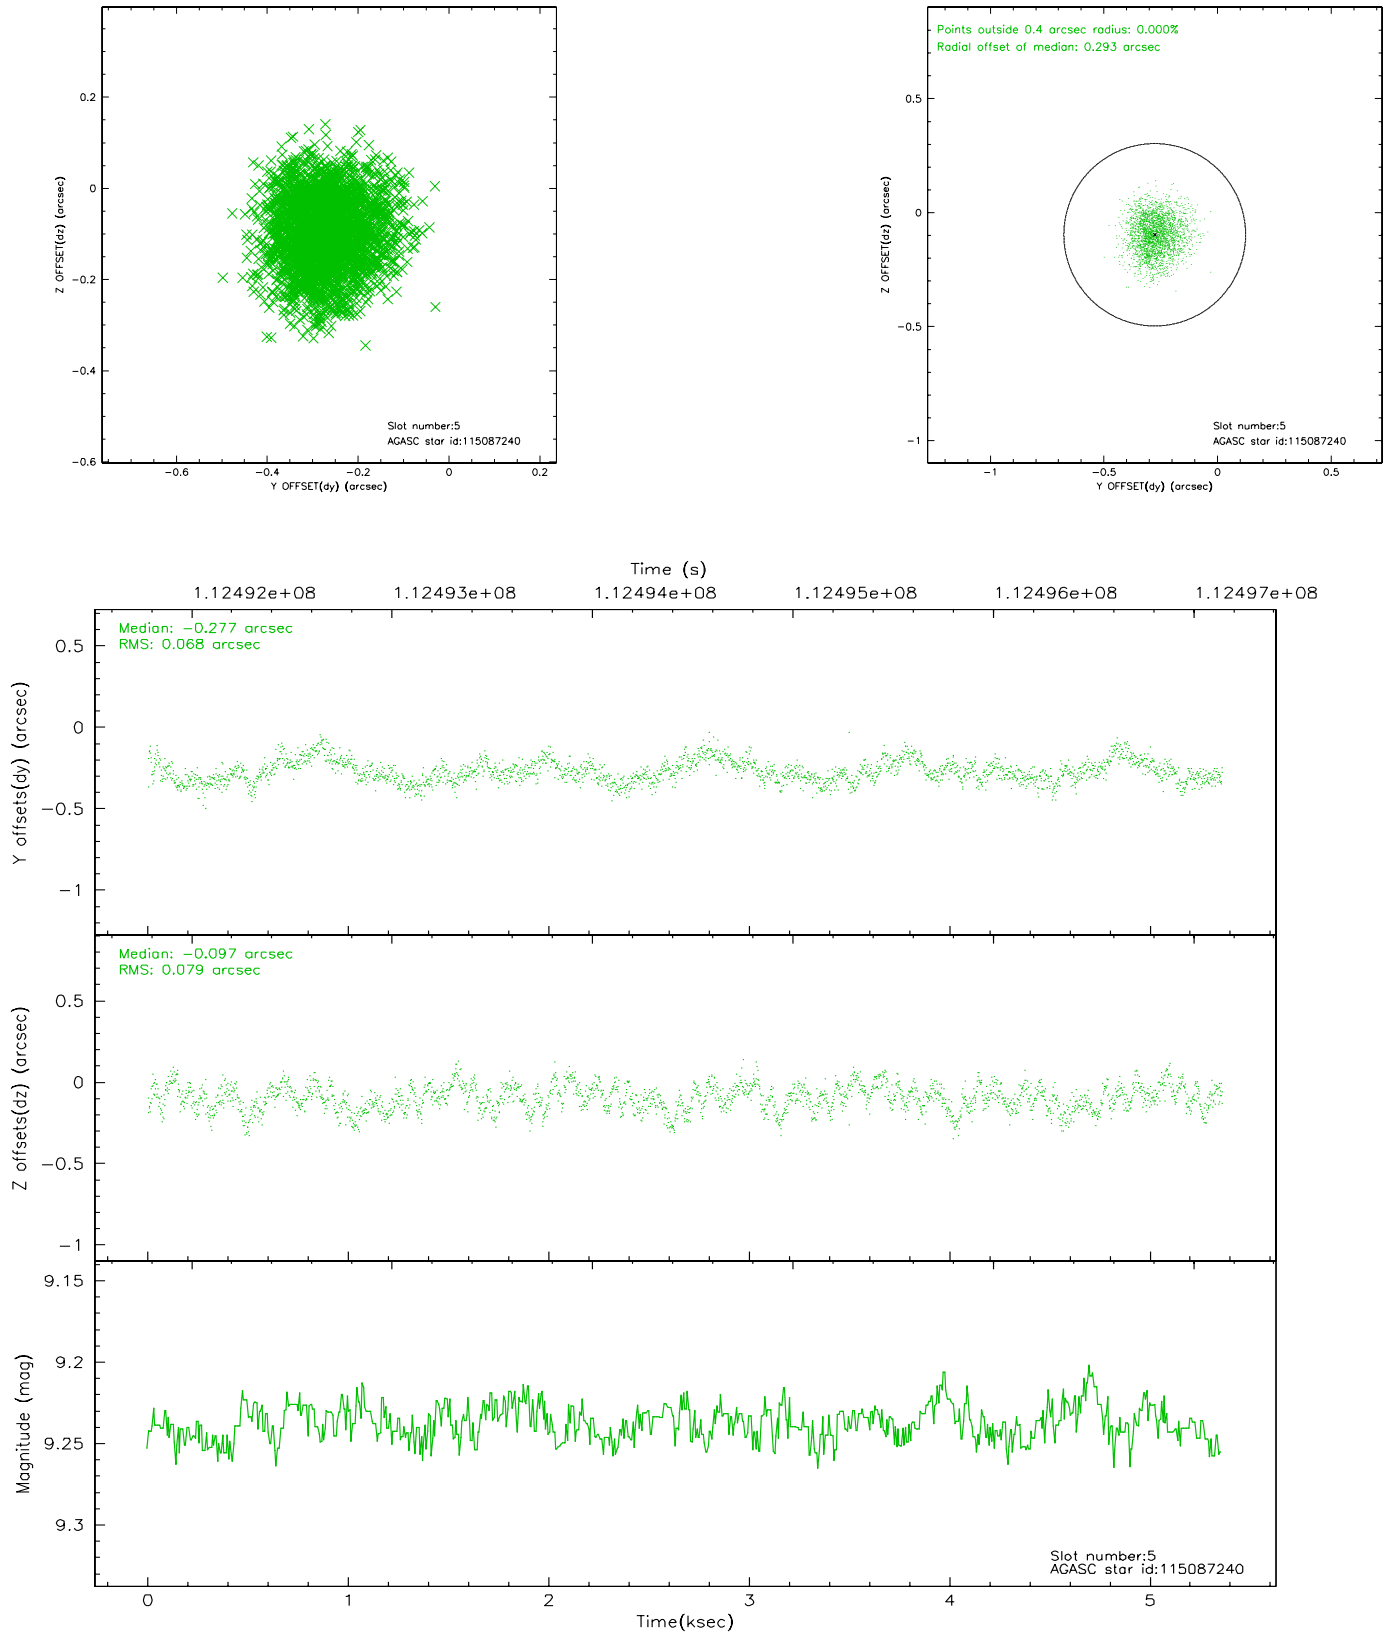 0.2
0
−0.2
−0.4
−0.6
Z OFFSET(dz) (arcsec)
Slot number:5
AGASC star id:115087240
−0.6 −0.4 −0.2 0 0.2
Y OFFSET(dy) (arcsec)
Points outside 0.4 arcsec radius: 0.000%
Radial offset of median: 0.293 arcsec
0.5
0
−0.5
−1
Z OFFSET(dz) (arcsec)
Slot number:5
AGASC star id:115087240
−1 −0.5 0 0.5
Y OFFSET(dy) (arcsec)
Time (s)
1.12492e+08 1.12493e+08 1.12494e+08 1.12495e+08 1.12496e+08 1.12497e+08
Median: −0.277 arcsec
RMS: 0.068 arcsec
0.5
0
−0.5
−1
Y offsets(dy) (arcsec)
Median: −0.097 arcsec
RMS: 0.079 arcsec
0.5
0
−0.5
−1
Z offsets(dz) (arcsec)
9.15
9.2
9.25
9.3
Magnitude (mag)
Slot number:5
AGASC star id:115087240
0 1 2 3 4 5
Time(ksec)